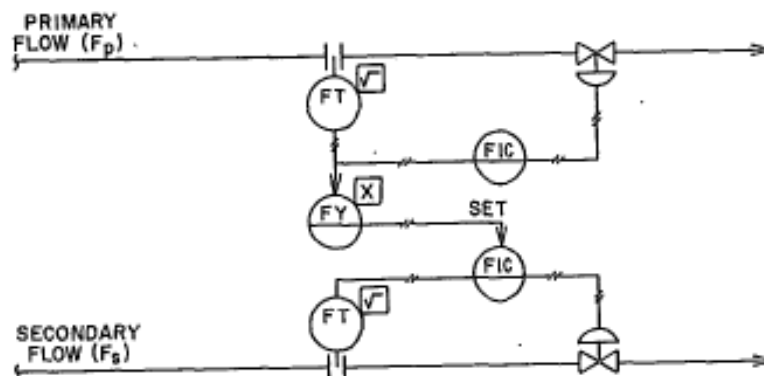 PRIMARY
FLOW (Fp)
√
FT
FIC
X
FY
SET
FIC
√
FT
SECONDARY
FLOW (Fs)